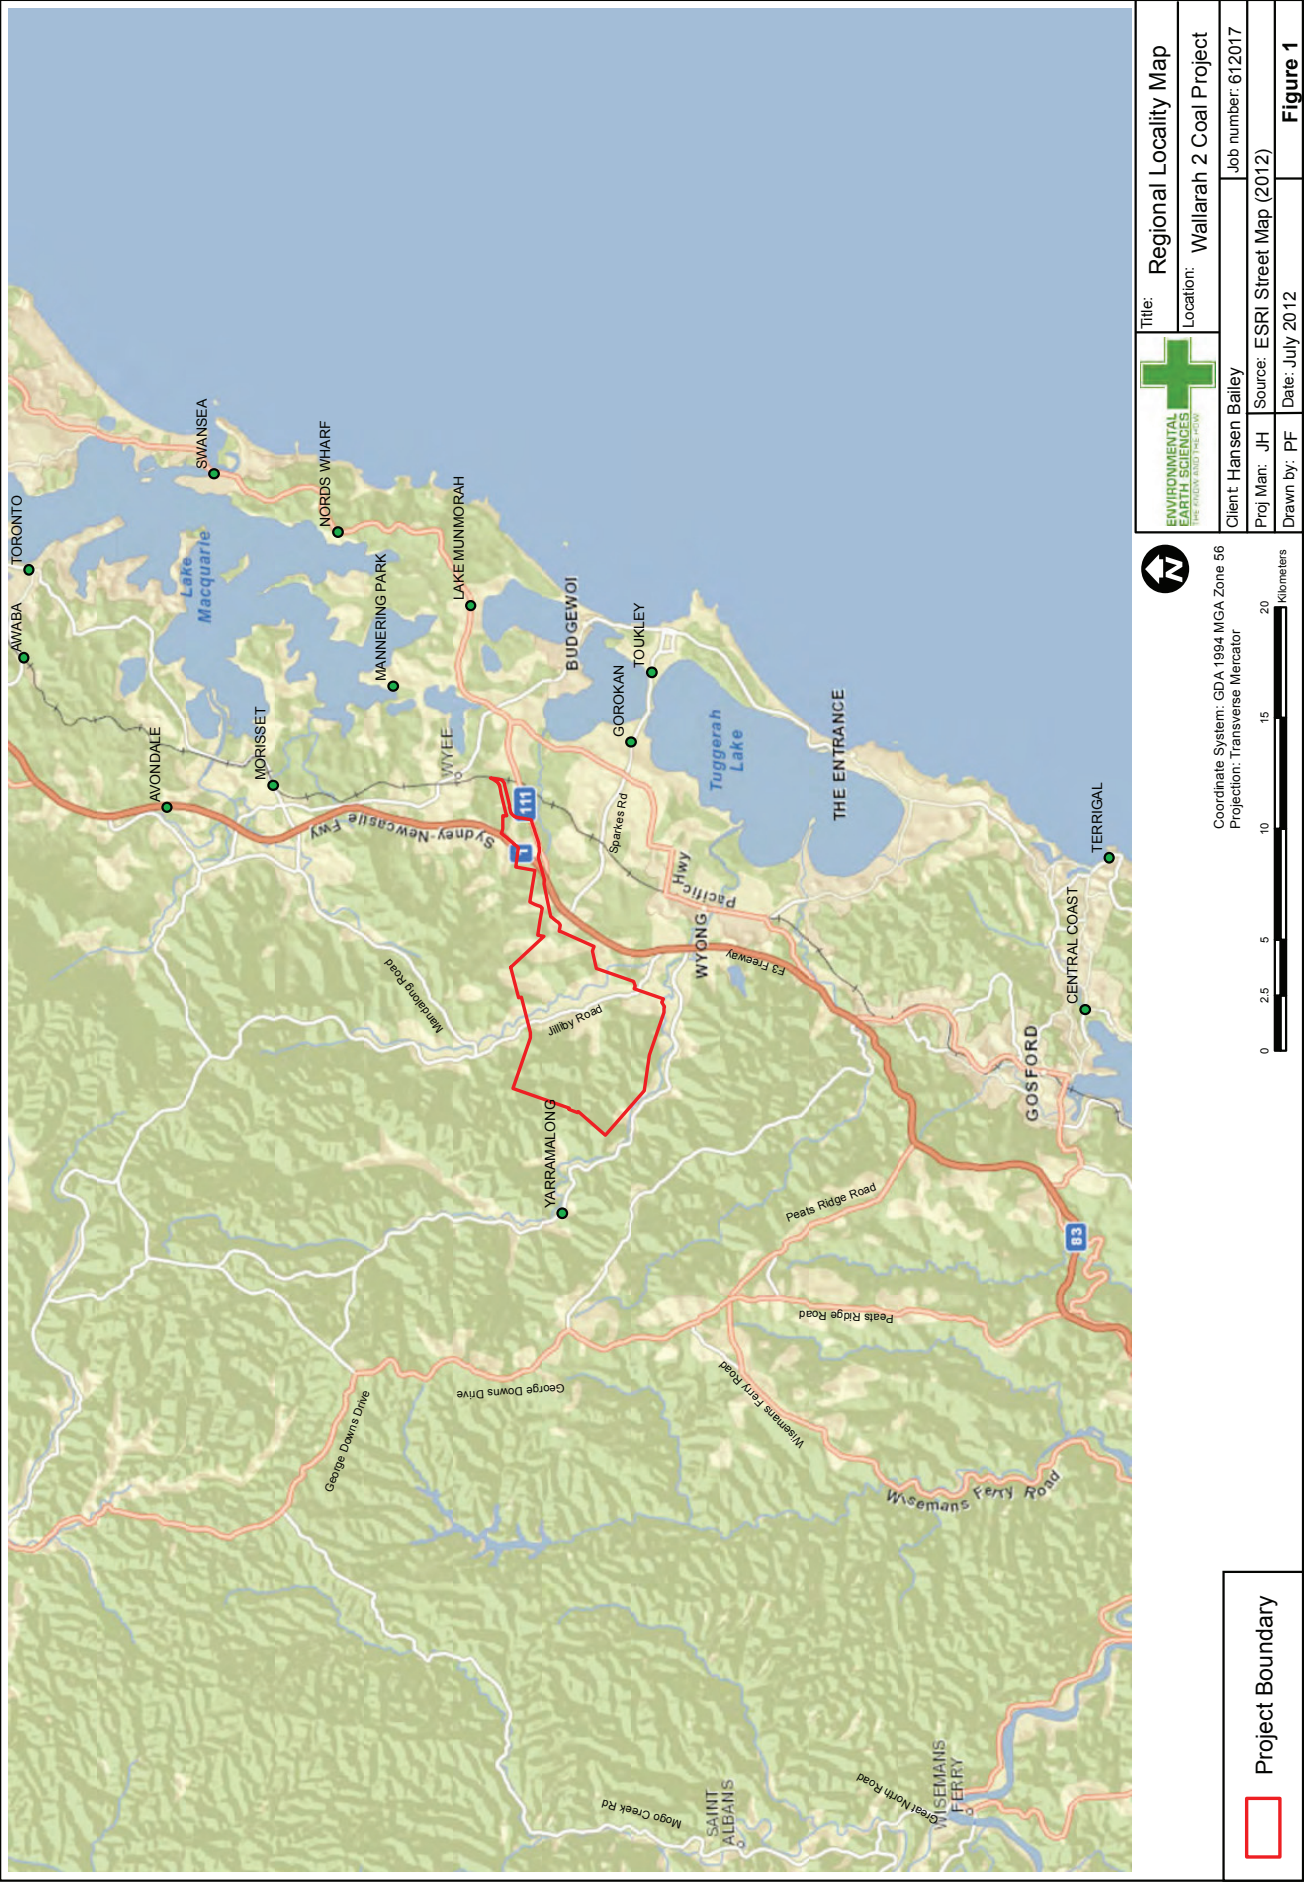 TORONTO
AWABA
SWANSEA
Lake
Macquarie
AVONDALE
NORDS WHARF
MORISSET
MANNERING PARK
LAKE MUNMORAH
WYEE
Sydney-Newcastle Fwy
111
1
BUDGEWOI
TOUKLEY
GOROKAN
Sparkes Rd
Tuggerah
Lake
THE ENTRANCE
Pacific Hwy
WYONG
F3 Freeway
Mandalong Road
Jilliby Road
YARRAMALONG
TERRIGAL
CENTRAL COAST
GOSFORD
Peats Ridge Road
Peats Ridge Road
83
George Downs Drive
George Downs Drive
Wisemans Ferry Road
Wisemans Ferry Road
Mogo Creek Rd
SAINT
ALBANS
Great North Road
WISEMANS
FERRY
Project Boundary
N
Coordinate System: GDA 1994 MGA Zone 56
Projection: Transverse Mercator
0 2.5 5 10 15 20
Kilometers
ENVIRONMENTAL
EARTH SCIENCES
THE KNOW AND THE HOW
Title: Regional Locality Map
Location: Wallarah 2 Coal Project
Client: Hansen Bailey
Job number: 612017
Proj Man: JH
Source: ESRI Street Map (2012)
Drawn by: PF
Date: July 2012
Figure 1